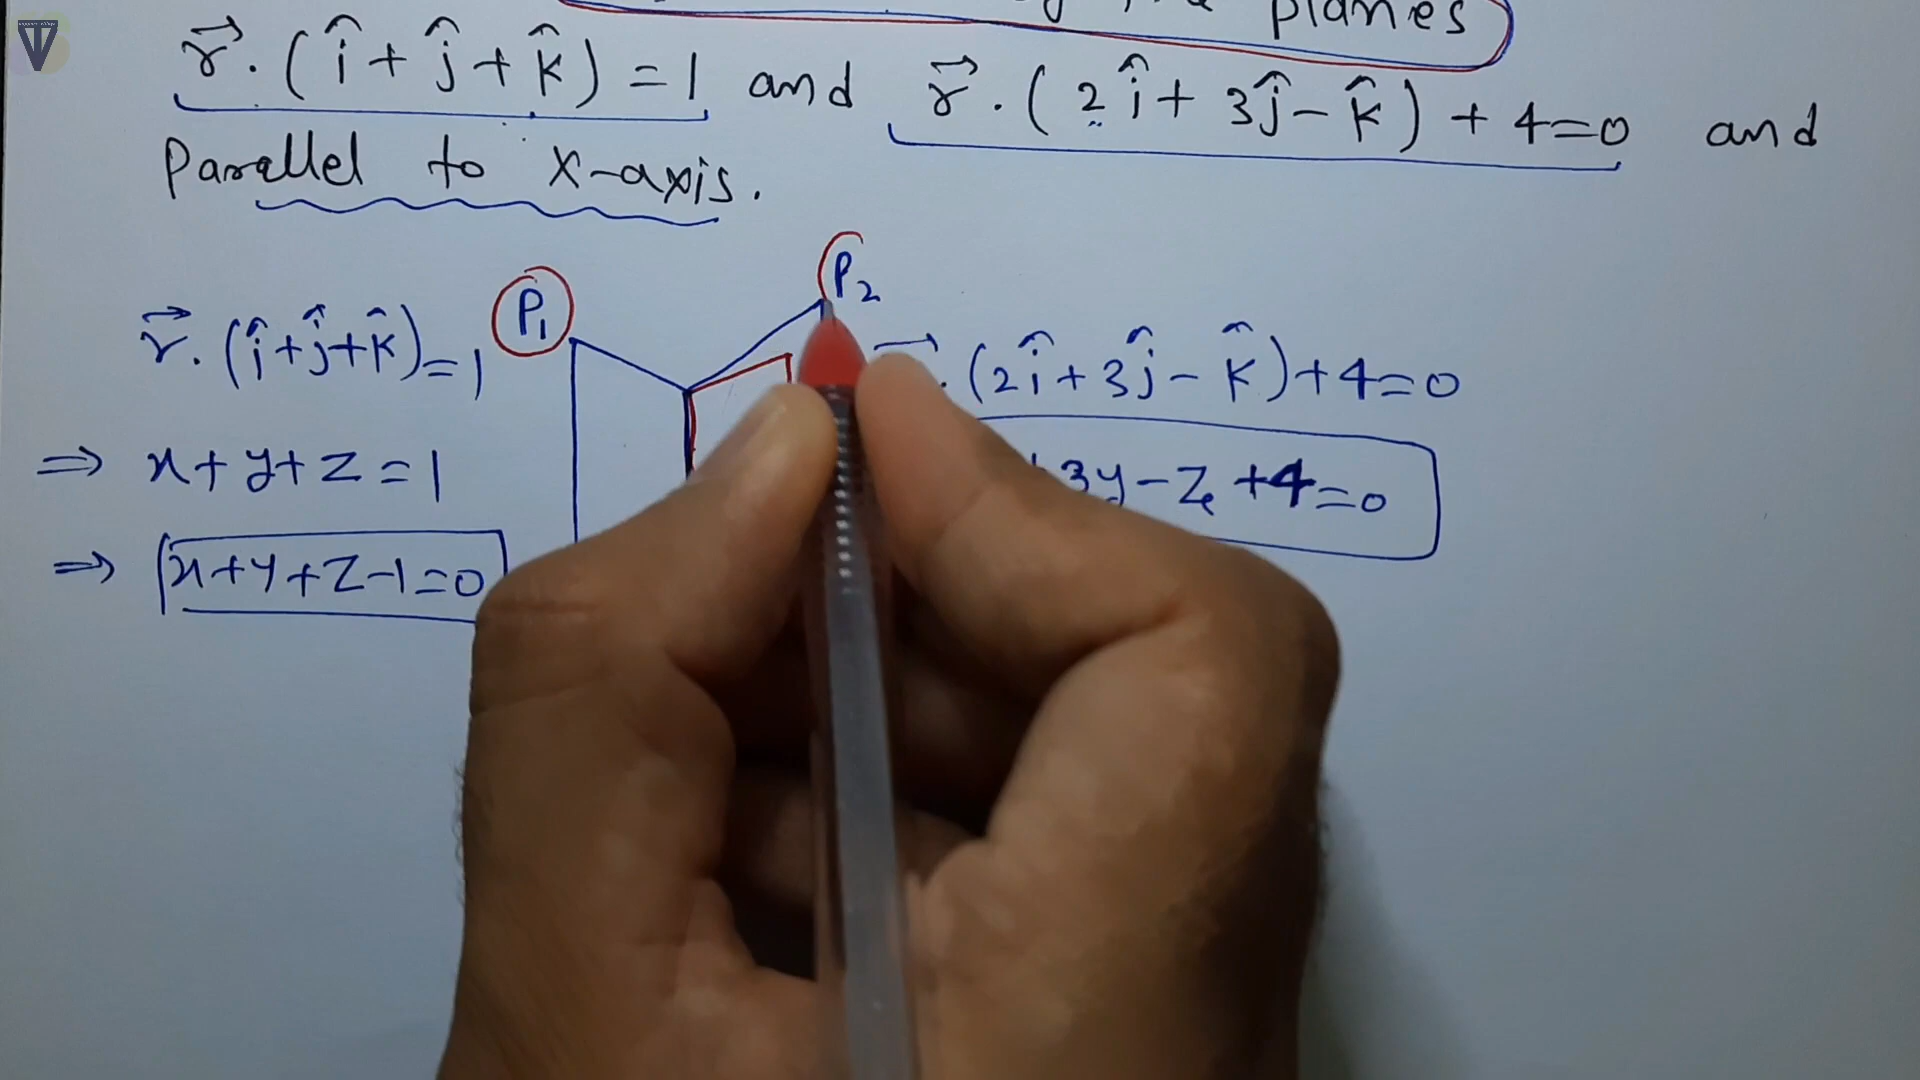 planes
r⃗.(î+ĵ+k̂)=1 and r⃗.(2î+3ĵ-k̂)+4=0 and
Parallel to X-axis.
P₁ P₂
r⃗.(î+ĵ+k̂)=1
.(2î+3ĵ-k̂)+4=0
⇒ x+y+z=1
3y-z+4=0
⇒ x+y+z-1=0